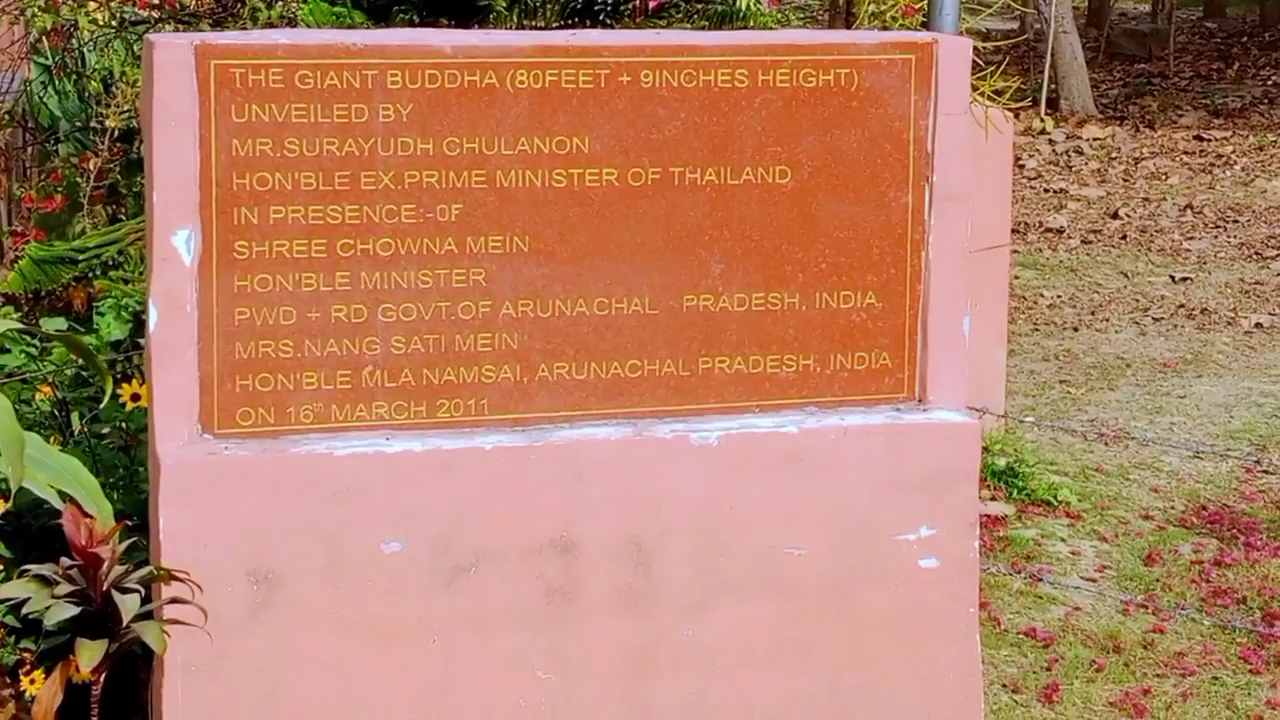 THE GIANT BUDDHA (80FEET + 9INCHES HEIGHT)
UNVEILED BY
MR.SURAYUDH CHULANON
HON'BLE EX.PRIME MINISTER OF THAILAND
IN PRESENCE:-0F
SHREE CHOWNA MEIN
HON'BLE MINISTER
PWD + RD GOVT.OF ARUNACHAL PRADESH, INDIA.
MRS.NANG SATI MEIN
HON'BLE MLA NAMSAI, ARUNACHAL PRADESH, INDIA
ON 16th MARCH 2011